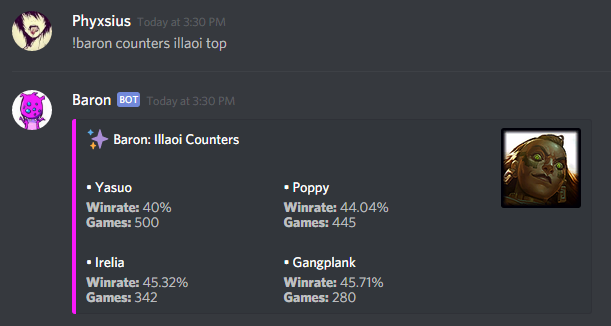 Phyxsius Today at 3:30 PM
!baron counters illaoi top
Baron BOT Today at 3:30 PM
Baron: Illaoi Counters
▪ Yasuo
Winrate: 40%
Games: 500
▪ Poppy
Winrate: 44.04%
Games: 445
▪ Irelia
Winrate: 45.32%
Games: 342
▪ Gangplank
Winrate: 45.71%
Games: 280